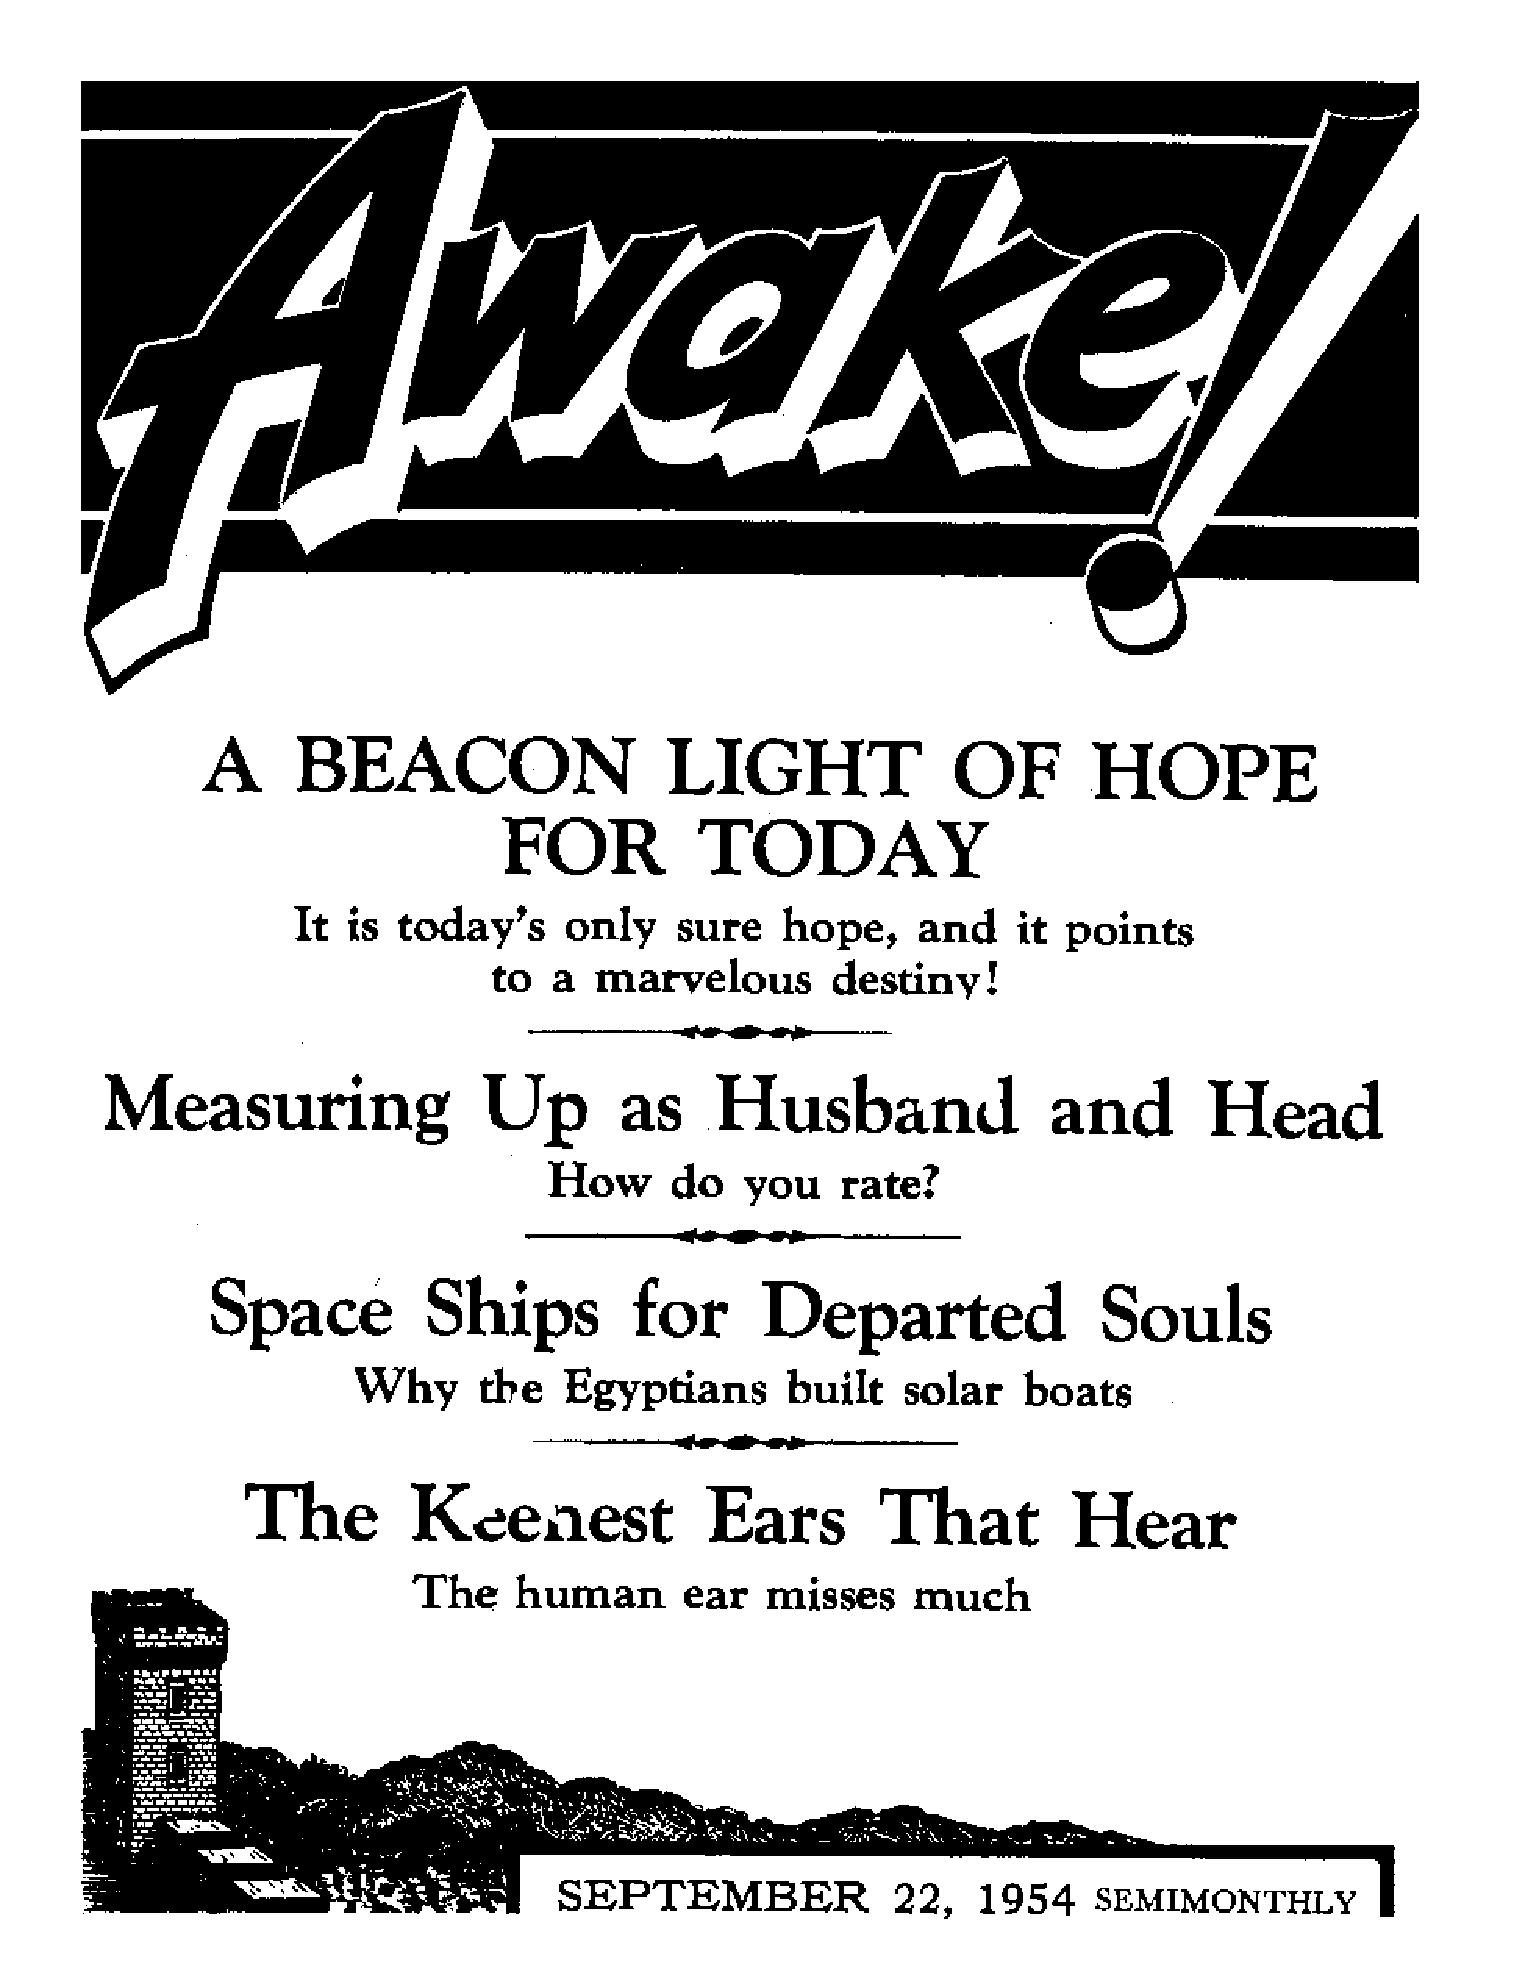 Awake!
A BEACON LIGHT OF HOPE
FOR TODAY
It is today's only sure hope, and it points
to a marvelous destiny!
Measuring Up as Husband and Head
How do you rate?
Space Ships for Departed Souls
Why the Egyptians built solar boats
The Keenest Ears That Hear
The human ear misses much
SEPTEMBER 22, 1954 SEMIMONTHLY